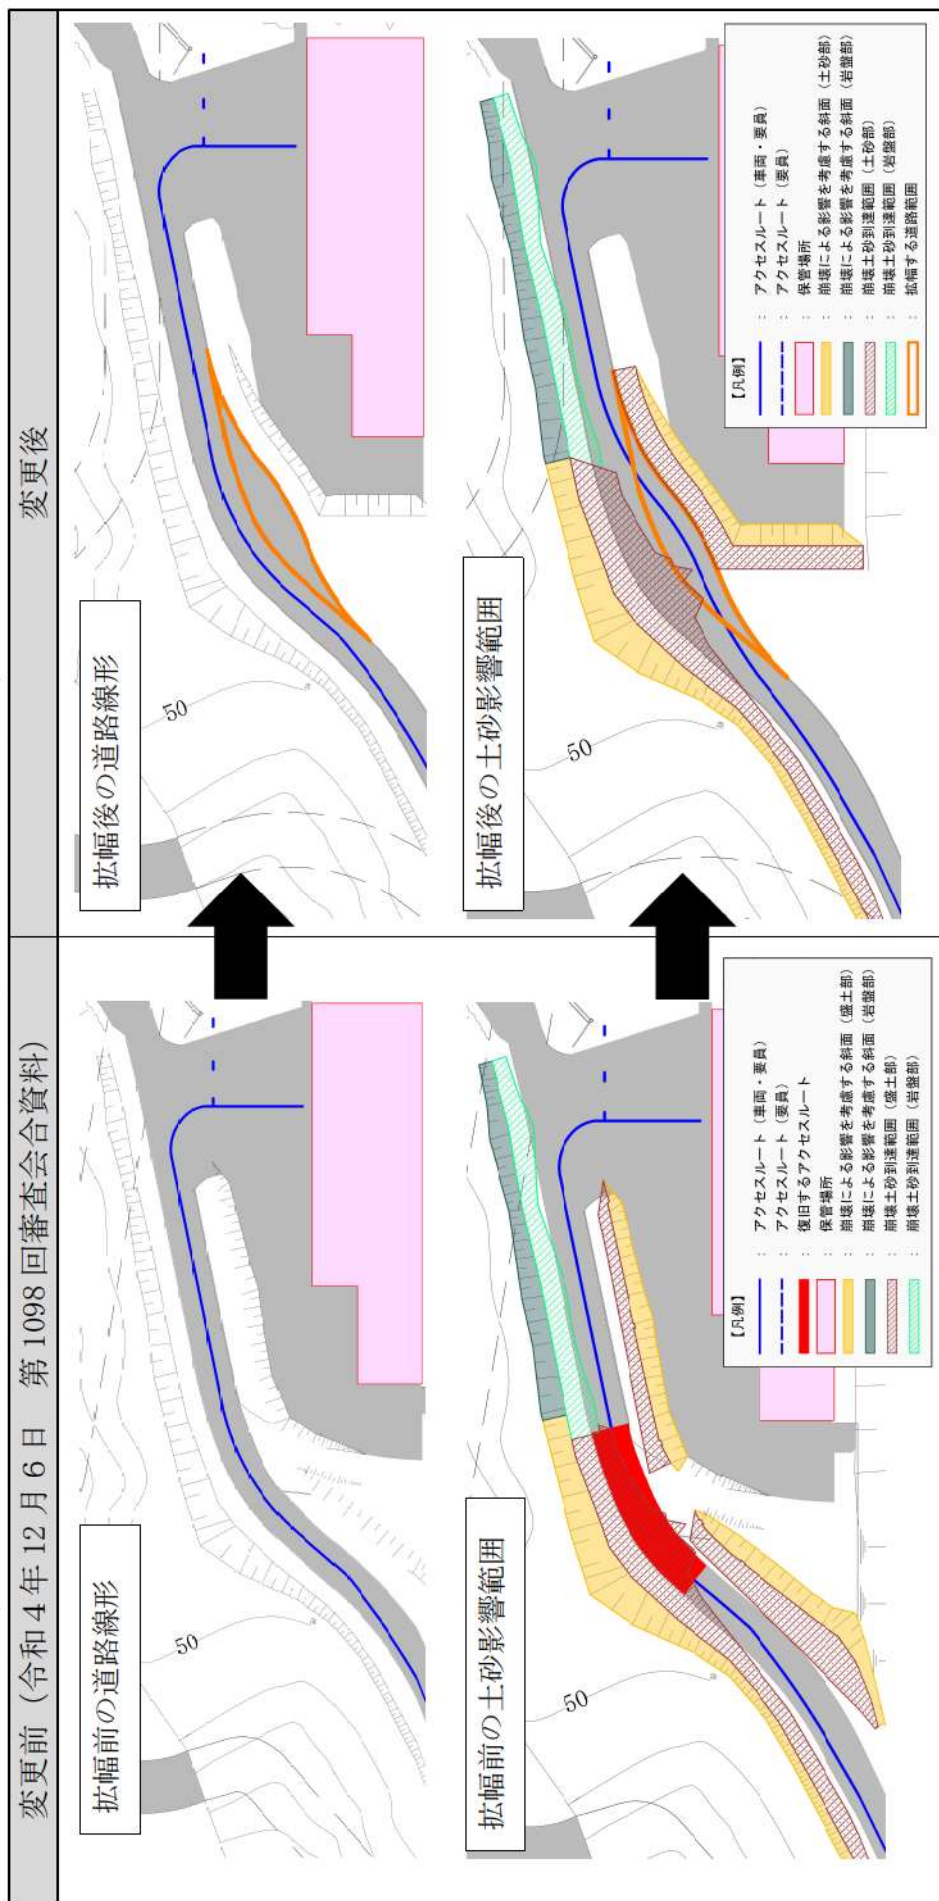 変更前（令和4年12月6日　第1098回審査会合資料）
変更後
拡幅前の道路線形
50
拡幅後の道路線形
50
拡幅前の土砂影響範囲
50
【凡例】
： アクセスルート（車両・要員）
： アクセスルート（要員）
： 復旧するアクセスルート
： 保管場所
： 崩壊による影響を考慮する斜面（盛土部）
： 崩壊による影響を考慮する斜面（岩盤部）
： 崩壊土砂到達範囲（盛土部）
： 崩壊土砂到達範囲（岩盤部）
拡幅後の土砂影響範囲
50
【凡例】
： アクセスルート（車両・要員）
： アクセスルート（要員）
： 保管場所
： 崩壊による影響を考慮する斜面（土砂部）
： 崩壊による影響を考慮する斜面（岩盤部）
： 崩壊土砂到達範囲（土砂部）
： 崩壊土砂到達範囲（岩盤部）
： 拡幅する道路範囲